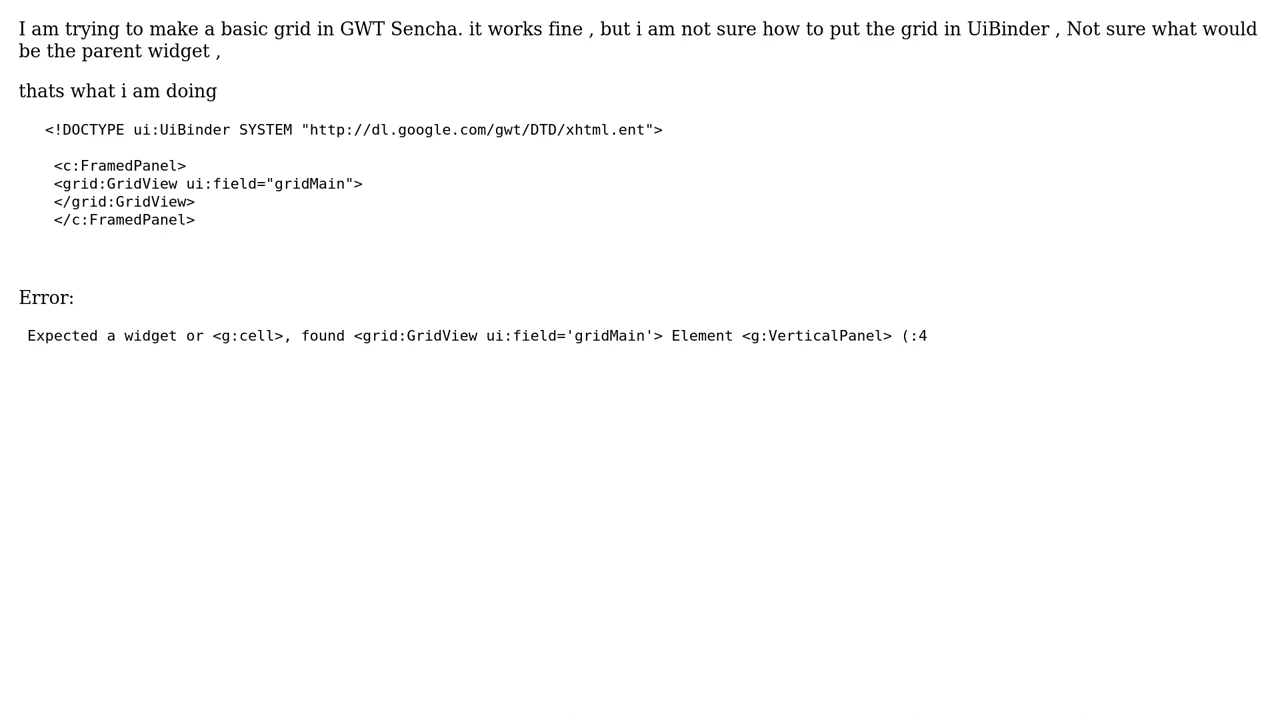 I am trying to make a basic grid in GWT Sencha. it works fine , but i am not sure how to put the grid in UiBinder , Not sure what would
be the parent widget ,
thats what i am doing
<!DOCTYPE ui:UiBinder SYSTEM "http://dl.google.com/gwt/DTD/xhtml.ent">
<c:FramedPanel>
<grid:GridView ui:field="gridMain">
</grid:GridView>
</c:FramedPanel>
Error:
Expected a widget or <g:cell>, found <grid:GridView ui:field='gridMain'> Element <g:VerticalPanel> (:4